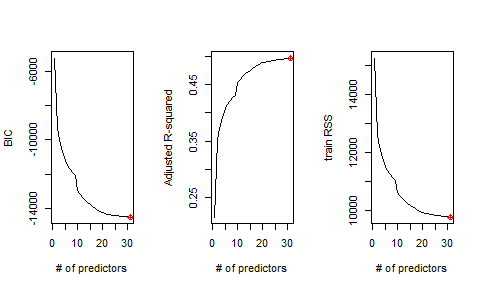 BIC
-6000
-10000
-14000
0 10 20 30
# of predictors
Adjusted R-squared
0.45
0.35
0.25
0 10 20 30
# of predictors
train RSS
14000
12000
10000
0 10 20 30
# of predictors